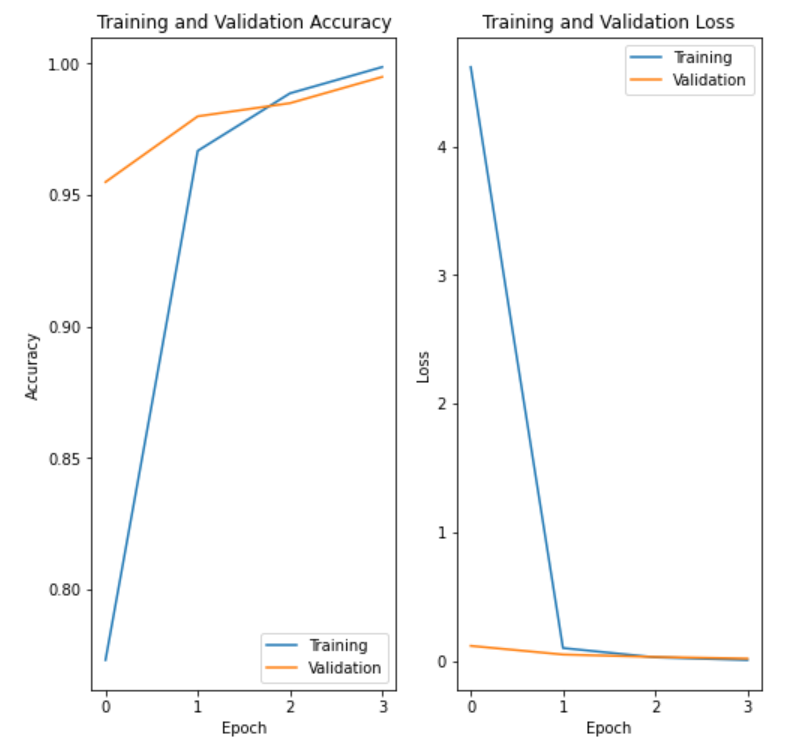 Training and Validation Accuracy
1.00
0.95
0.90
0.85
0.80
Accuracy
Training
Validation
0 1 2 3
Epoch
Training and Validation Loss
Training
Validation
4
3
2
1
0
Loss
0 1 2 3
Epoch